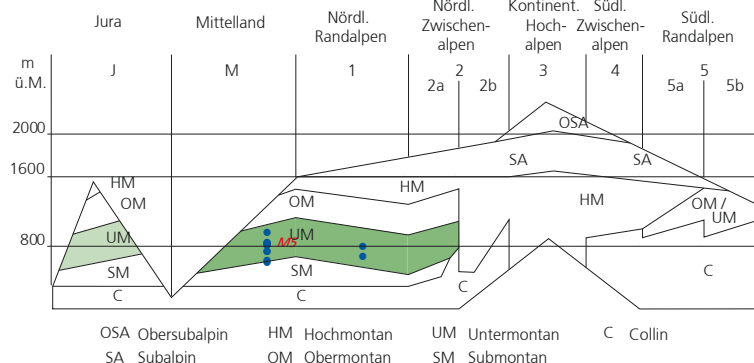 Jura
Mittelland
Nördl.
Randalpen
Nördl.
Zwischen-
alpen
Kontinent.
Hoch-
alpen
Südl.
Zwischen-
alpen
Südl.
Randalpen
m
ü.M.
J
M
1
2
2a
2b
3
4
5
5a
5b
2000
1600
800
OSA
SA
SA
HM
OM
UM
SM
C
OM
HM
M5
UM
SM
C
C
HM
OM /
UM
C
OSA Obersubalpin HM Hochmontan UM Untermontan C Collin
SA Subalpin OM Obermontan SM Submontan